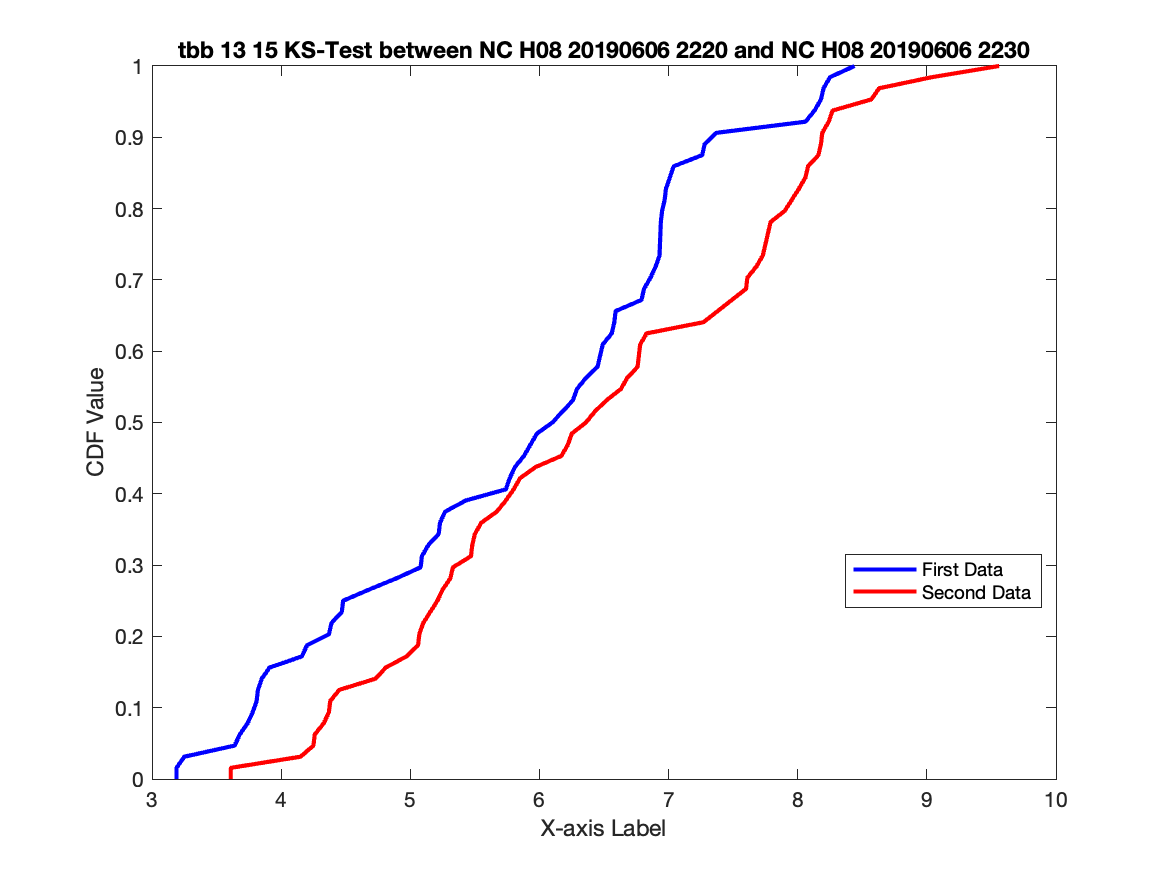 tbb 13 15 KS-Test between NC H08 20190606 2220 and NC H08 20190606 2230
1
0.9
0.8
0.7
0.6
0.5
0.4
0.3
0.2
0.1
0
CDF Value
First Data
Second Data
3 4 5 6 7 8 9 10
X-axis Label